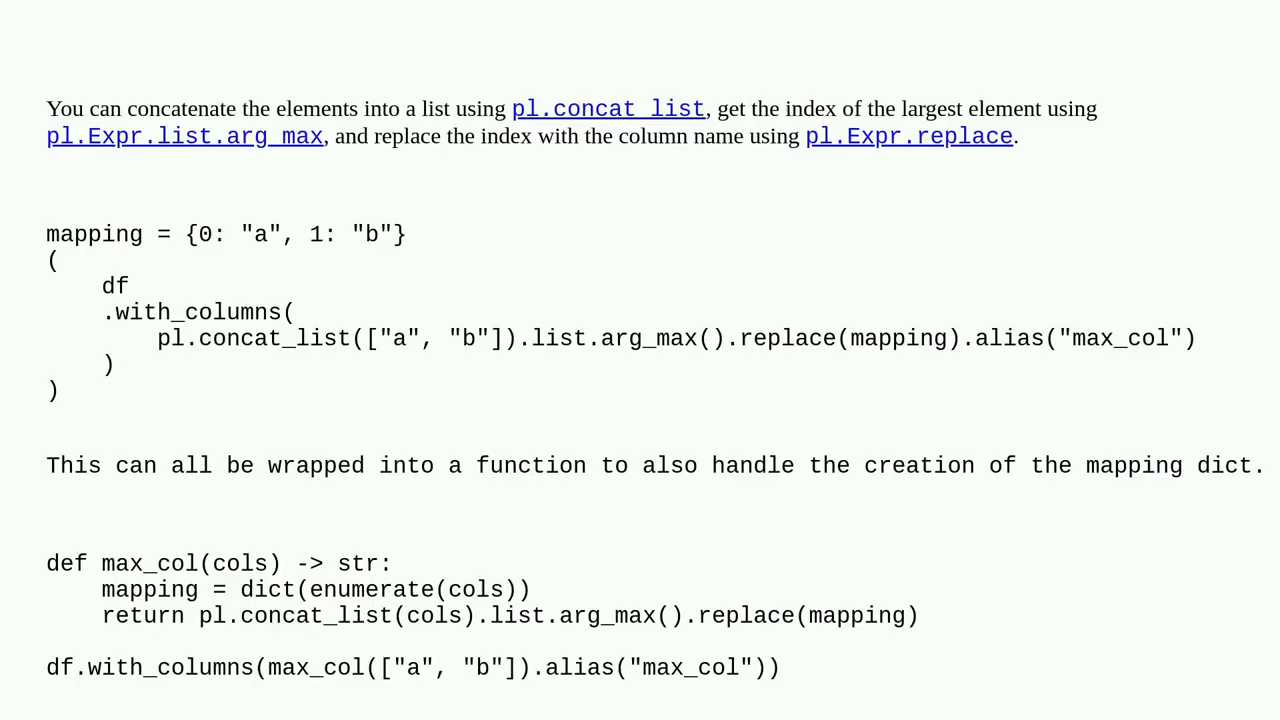 You can concatenate the elements into a list using pl.concat_list, get the index of the largest element using
pl.Expr.list.arg_max, and replace the index with the column name using pl.Expr.replace.
mapping = {0: "a", 1: "b"}
(
    df
    .with_columns(
        pl.concat_list(["a", "b"]).list.arg_max().replace(mapping).alias("max_col")
    )
)
This can all be wrapped into a function to also handle the creation of the mapping dict.
def max_col(cols) -> str:
    mapping = dict(enumerate(cols))
    return pl.concat_list(cols).list.arg_max().replace(mapping)
df.with_columns(max_col(["a", "b"]).alias("max_col"))